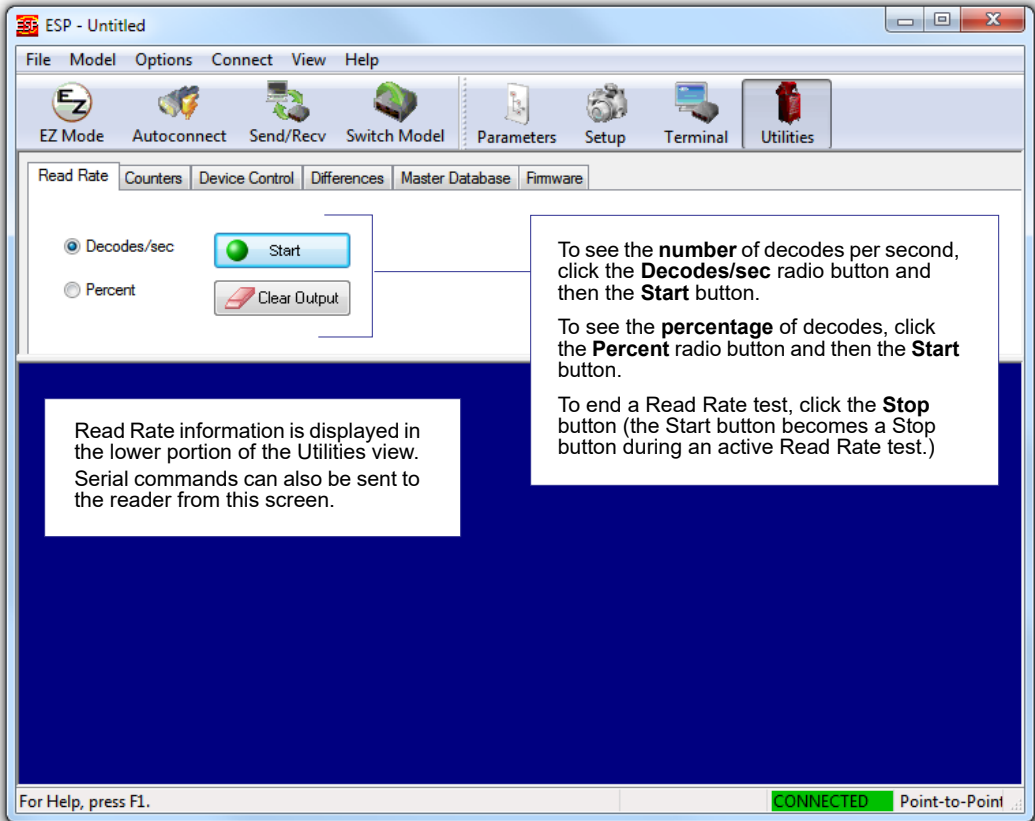 ESP - Untitled
File Model Options Connect View Help
EZ Mode Autoconnect Send/Recv Switch Model Parameters Setup Terminal Utilities
Read Rate Counters Device Control Differences Master Database Firmware
Decodes/sec
Start
Percent
Clear Output
To see the number of decodes per second,
click the Decodes/sec radio button and
then the Start button.
To see the percentage of decodes, click
the Percent radio button and then the Start
button.
To end a Read Rate test, click the Stop
button (the Start button becomes a Stop
button during an active Read Rate test.)
Read Rate information is displayed in
the lower portion of the Utilities view.
Serial commands can also be sent to
the reader from this screen.
For Help, press F1.
CONNECTED Point-to-Point